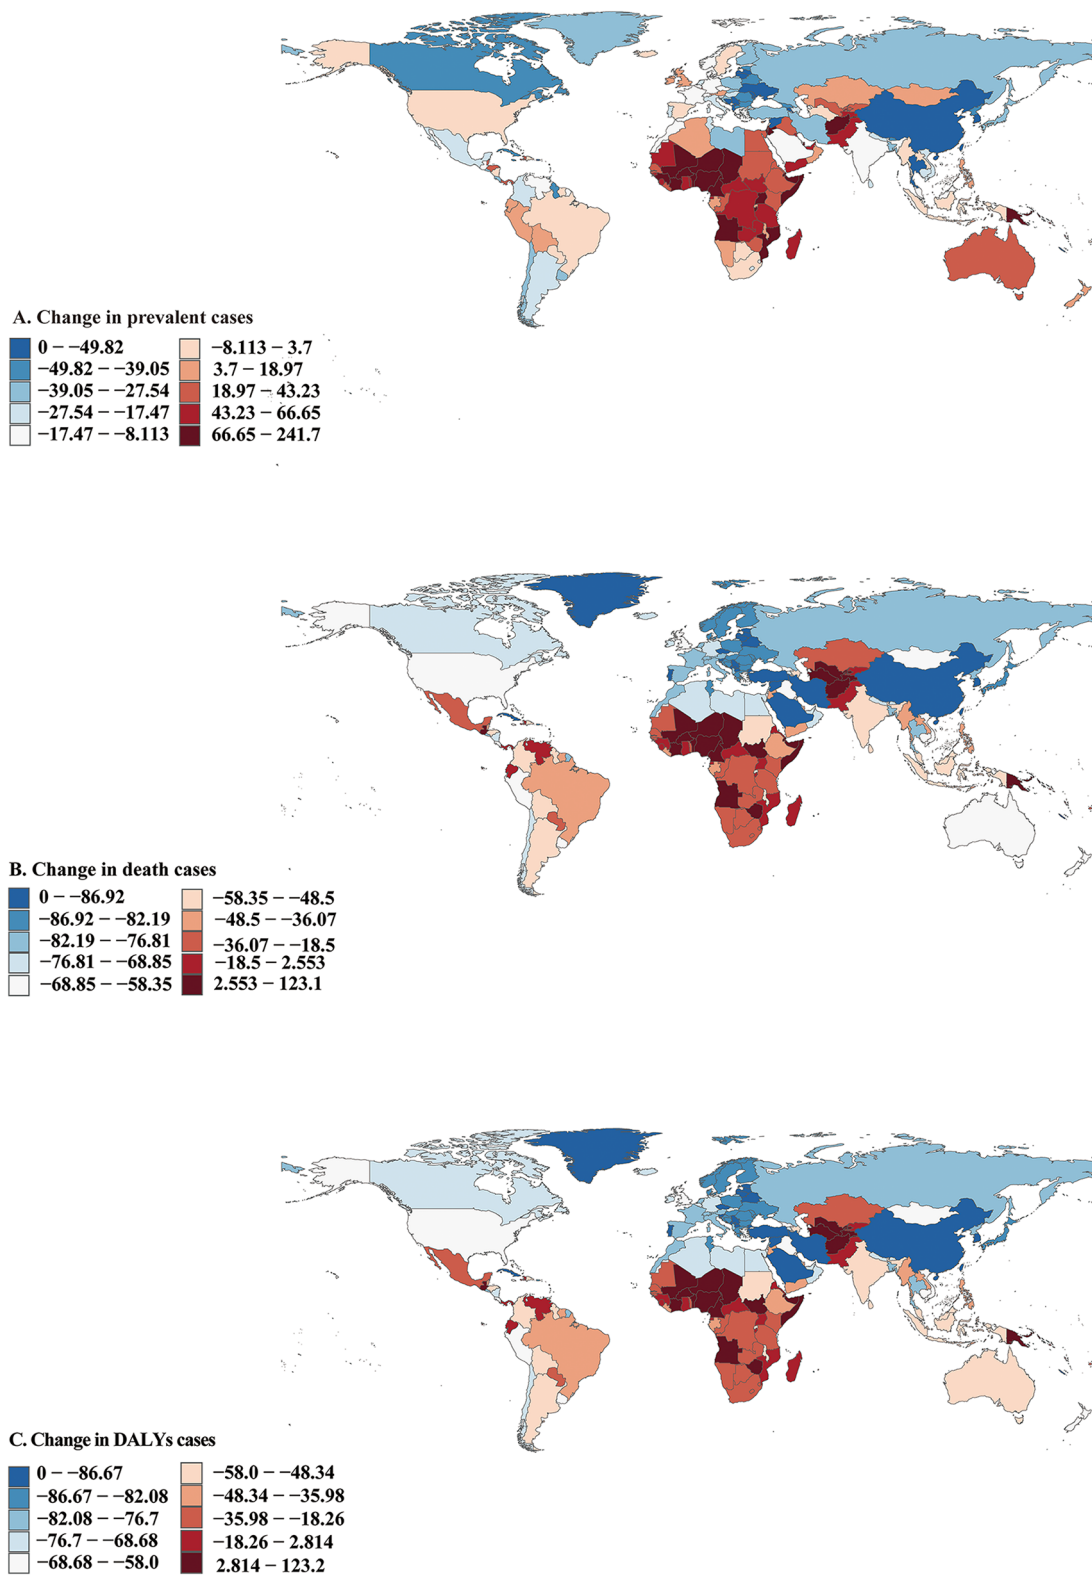 A. Change in prevalent cases
0 – −49.82
−49.82 – −39.05
−39.05 – −27.54
−27.54 – −17.47
−17.47 – −8.113
−8.113 – 3.7
3.7 – 18.97
18.97 – 43.23
43.23 – 66.65
66.65 – 241.7
B. Change in death cases
0 – −86.92
−86.92 – −82.19
−82.19 – −76.81
−76.81 – −68.85
−68.85 – −58.35
−58.35 – −48.5
−48.5 – −36.07
−36.07 – −18.5
−18.5 – 2.553
2.553 – 123.1
C. Change in DALYs cases
0 – −86.67
−86.67 – −82.08
−82.08 – −76.7
−76.7 – −68.68
−68.68 – −58.0
−58.0 – −48.34
−48.34 – −35.98
−35.98 – −18.26
−18.26 – 2.814
2.814 – 123.2